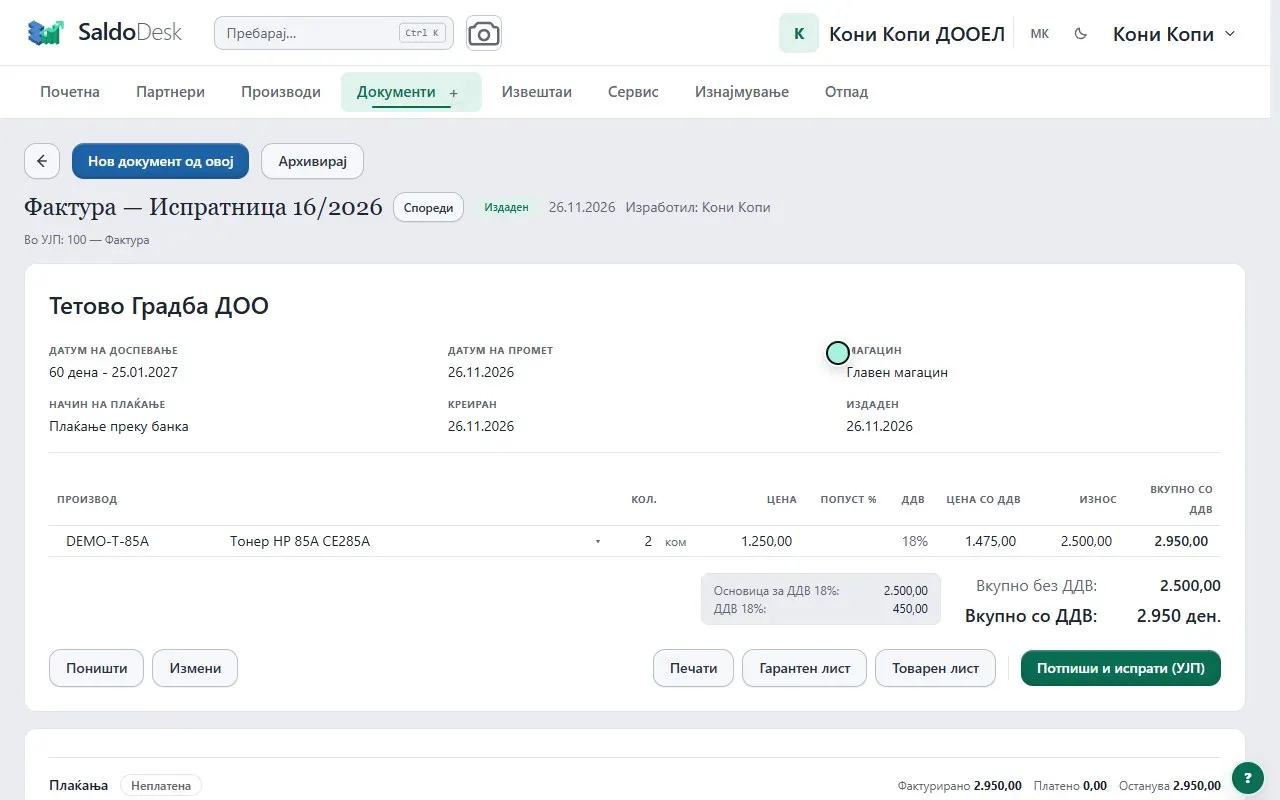 SaldoDesk
Пребарај... Ctrl K
К Кони Копи ДООЕЛ МК Кони Копи
Почетна Партнери Производи Документи + Извештаи Сервис Изнајмување Отпад
Нов документ од овој Архивирај
Фактура — Испратница 16/2026 Спореди Издаден 26.11.2026 Изработил: Кони Копи
Во УЈП: 100 — Фактура
Тетово Градба ДОО
ДАТУМ НА ДОСПЕВАЊЕ ДАТУМ НА ПРОМЕТ МАГАЦИН
60 дена - 25.01.2027 26.11.2026 Главен магацин
НАЧИН НА ПЛАЌАЊЕ КРЕИРАН ИЗДАДЕН
Плаќање преку банка 26.11.2026 26.11.2026
ПРОИЗВОД КОЛ. ЦЕНА ПОПУСТ % ДДВ ЦЕНА СО ДДВ ИЗНОС ВКУПНО СО ДДВ
DEMO-T-85A Тонер HP 85A CE285A 2 ком 1.250,00 18% 1.475,00 2.500,00 2.950,00
Основица за ДДВ 18%: 2.500,00
ДДВ 18%: 450,00
Вкупно без ДДВ: 2.500,00
Вкупно со ДДВ: 2.950 ден.
Поништи Измени Печати Гарантен лист Товарен лист Потпиши и испрати (УЈП)
Плаќања Неплатена Фактурирано 2.950,00 Платено 0,00 Останува 2.950,00
?